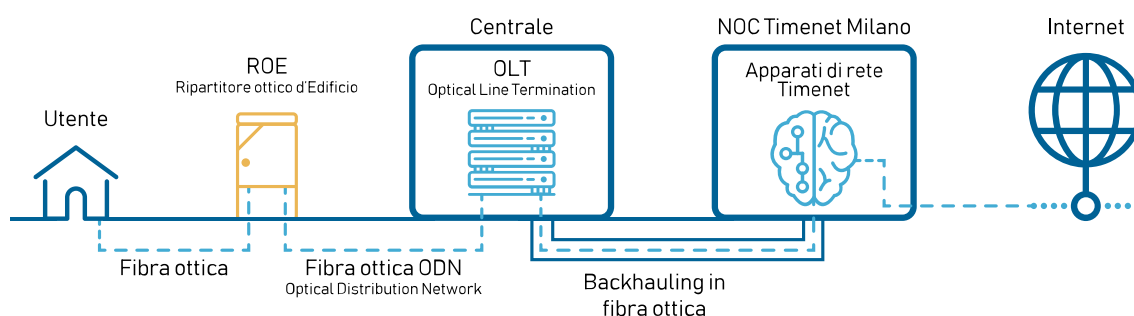 Utente
ROE
Ripartitore ottico d'Edificio
Centrale
OLT
Optical Line Termination
NOC Timenet Milano
Apparati di rete
Timenet
Internet
Fibra ottica
Fibra ottica ODN
Optical Distribution Network
Backhauling in
fibra ottica